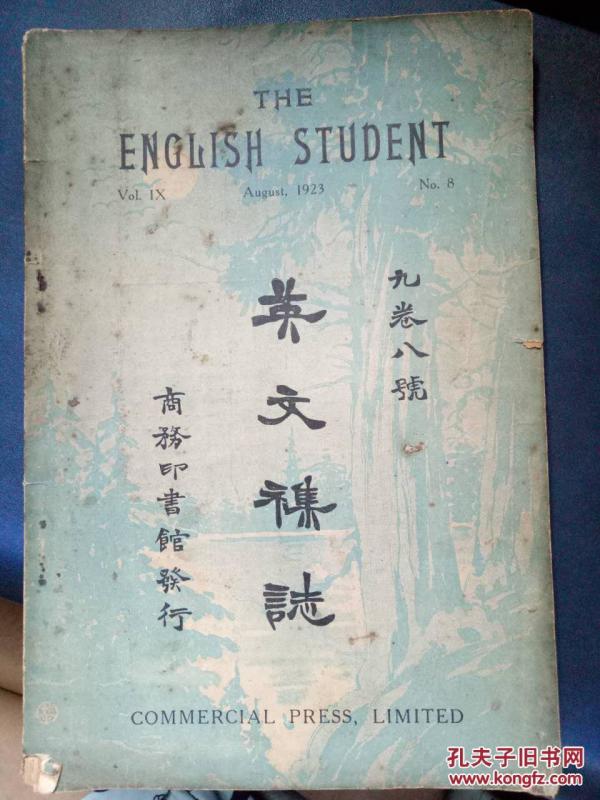 THE
ENGLISH STUDENT
Vol. IX August, 1923 No. 8
九卷八號
英文襍誌
商務印書館發行
COMMERCIAL PRESS, LIMITED
孔夫子旧书网
www.kongfz.com